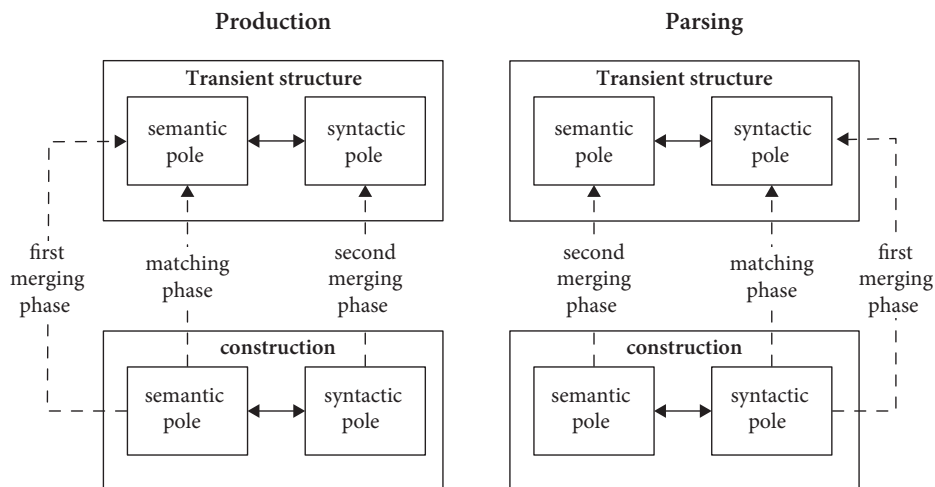 Production
Transient structure
semantic
pole
syntactic
pole
first
merging
phase
matching
phase
second
merging
phase
construction
semantic
pole
syntactic
pole
Parsing
Transient structure
semantic
pole
syntactic
pole
second
merging
phase
matching
phase
first
merging
phase
construction
semantic
pole
syntactic
pole